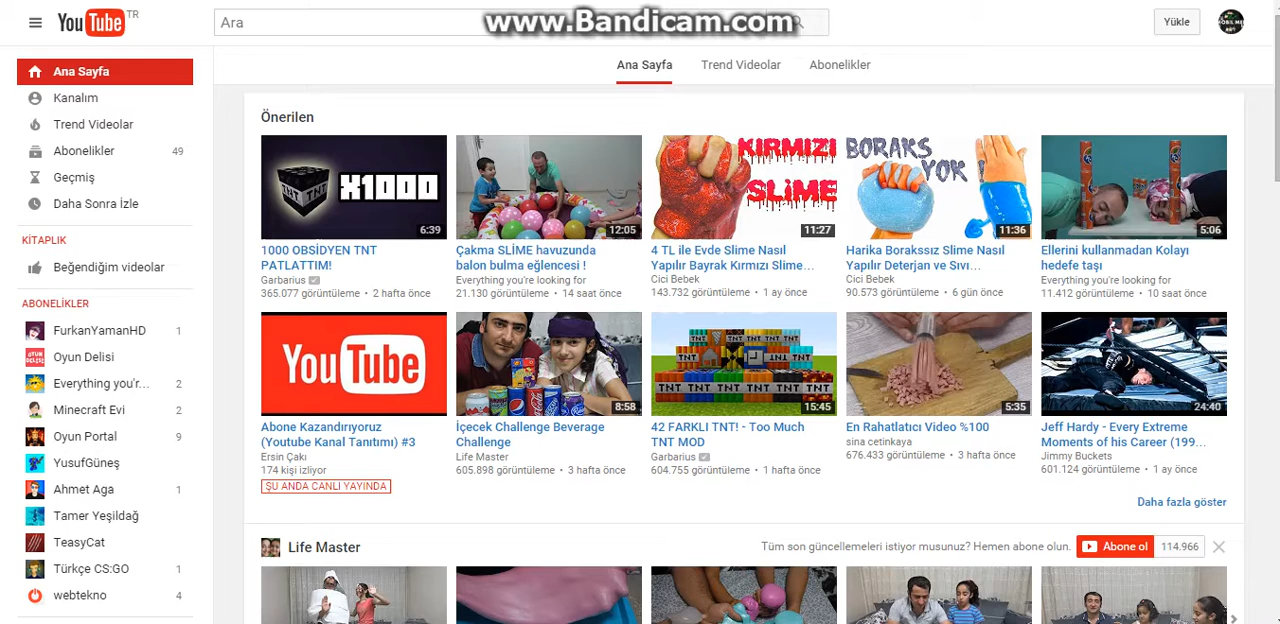 YouTube TR
Ara
www.Bandicam.com
Yükle
Ana Sayfa
Kanalım
Trend Videolar
Abonelikler 49
Geçmiş
Daha Sonra İzle
KİTAPLIK
Beğendiğim videolar
ABONELİKLER
FurkanYamanHD 1
Oyun Delisi
Everything you'r... 2
Minecraft Evi 2
Oyun Portal 9
YusufGüneş
Ahmet Aga 1
Tamer Yeşildağ
TeasyCat
Türkçe CS:GO 1
webtekno 4
Ana Sayfa Trend Videolar Abonelikler
Önerilen
TNT TNT X1000
6:39
1000 OBSİDYEN TNT
PATLATTIM!
Garbarius
365.077 görüntüleme • 2 hafta önce
12:05
Çakma SLİME havuzunda
balon bulma eğlencesi !
Everything you're looking for
21.130 görüntüleme • 14 saat önce
KIRMIZI
SLİME
11:27
4 TL ile Evde Slime Nasıl
Yapılır Bayrak Kırmızı Slime...
Cici Bebek
143.732 görüntüleme • 1 ay önce
BORAKS
YOK
11:36
Harika Borakssız Slime Nasıl
Yapılır Deterjan ve Sıvı...
Cici Bebek
90.573 görüntüleme • 6 gün önce
5:06
Ellerini kullanmadan Kolayı
hedefe taşı
Everything you're looking for
11.412 görüntüleme • 10 saat önce
YouTube
Abone Kazandırıyoruz
(Youtube Kanal Tanıtımı) #3
Ersin Çakı
174 kişi izliyor
ŞU ANDA CANLI YAYINDA
8:58
İçecek Challenge Beverage
Challenge
Life Master
605.898 görüntüleme • 3 hafta önce
15:45
42 FARKLI TNT! - Too Much
TNT MOD
Garbarius
604.755 görüntüleme • 1 hafta önce
5:35
En Rahatlatıcı Video %100
sina cetinkaya
676.433 görüntüleme • 3 hafta önce
24:40
Jeff Hardy - Every Extreme
Moments of his Career (199...
Jimmy Buckets
601.124 görüntüleme • 1 ay önce
Daha fazla göster
Life Master
Tüm son güncellemeleri istiyor musunuz? Hemen abone olun.
Abone ol 114.966